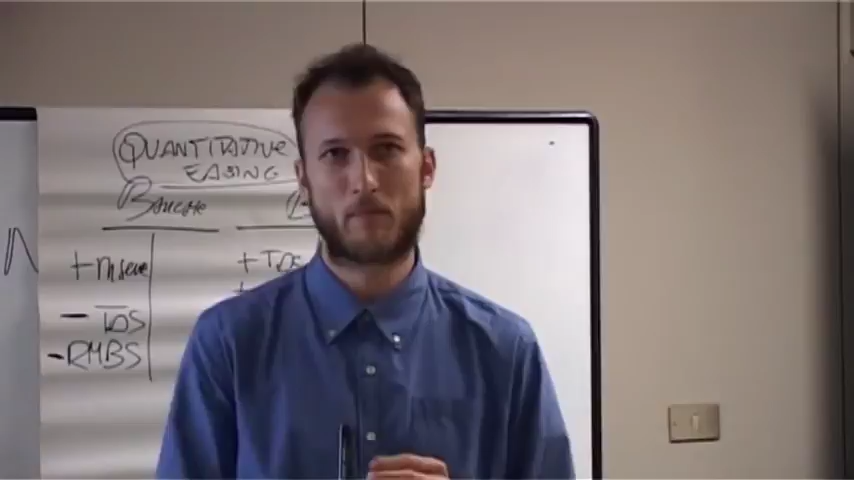 QUANTITATIVE
EASING
Banche
+ riserve
+ TDS
- TDS
- RMBS